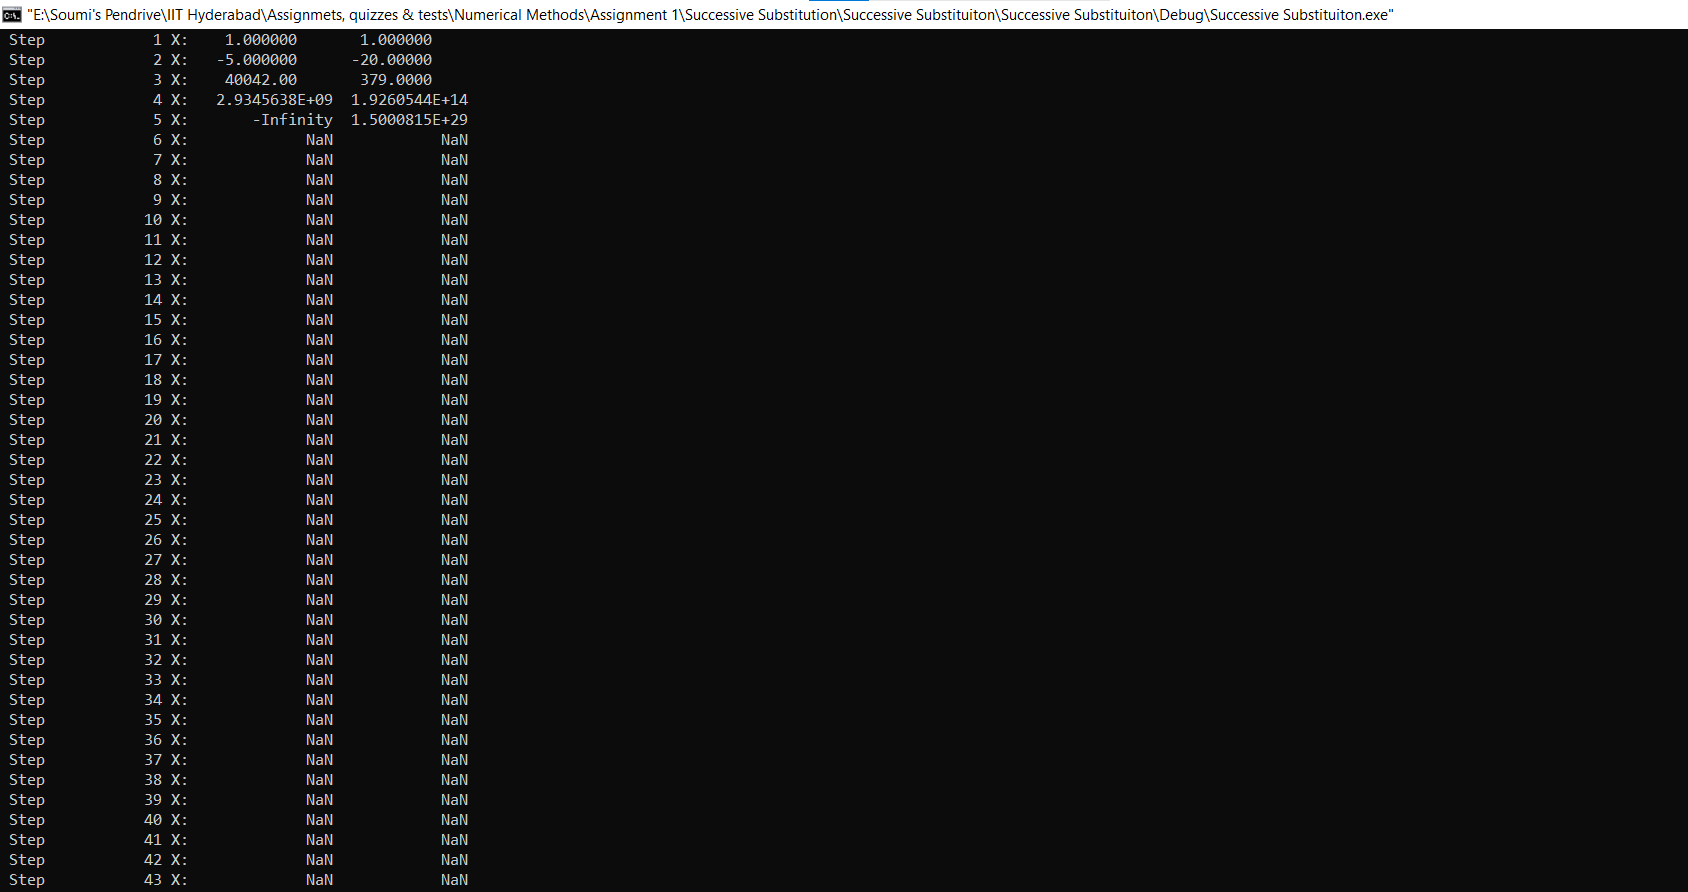 "E:\Soumi's Pendrive\IIT Hyderabad\Assignmets, quizzes & tests\Numerical Methods\Assignment 1\Successive Substitution\Successive Substituiton\Successive Substituiton\Debug\Successive Substituiton.exe"
Step 1 X: 1.000000 1.000000
Step 2 X: -5.000000 -20.00000
Step 3 X: 40042.00 379.0000
Step 4 X: 2.9345638E+09 1.9260544E+14
Step 5 X: -Infinity 1.5000815E+29
Step 6 X: NaN NaN
Step 7 X: NaN NaN
Step 8 X: NaN NaN
Step 9 X: NaN NaN
Step 10 X: NaN NaN
Step 11 X: NaN NaN
Step 12 X: NaN NaN
Step 13 X: NaN NaN
Step 14 X: NaN NaN
Step 15 X: NaN NaN
Step 16 X: NaN NaN
Step 17 X: NaN NaN
Step 18 X: NaN NaN
Step 19 X: NaN NaN
Step 20 X: NaN NaN
Step 21 X: NaN NaN
Step 22 X: NaN NaN
Step 23 X: NaN NaN
Step 24 X: NaN NaN
Step 25 X: NaN NaN
Step 26 X: NaN NaN
Step 27 X: NaN NaN
Step 28 X: NaN NaN
Step 29 X: NaN NaN
Step 30 X: NaN NaN
Step 31 X: NaN NaN
Step 32 X: NaN NaN
Step 33 X: NaN NaN
Step 34 X: NaN NaN
Step 35 X: NaN NaN
Step 36 X: NaN NaN
Step 37 X: NaN NaN
Step 38 X: NaN NaN
Step 39 X: NaN NaN
Step 40 X: NaN NaN
Step 41 X: NaN NaN
Step 42 X: NaN NaN
Step 43 X: NaN NaN